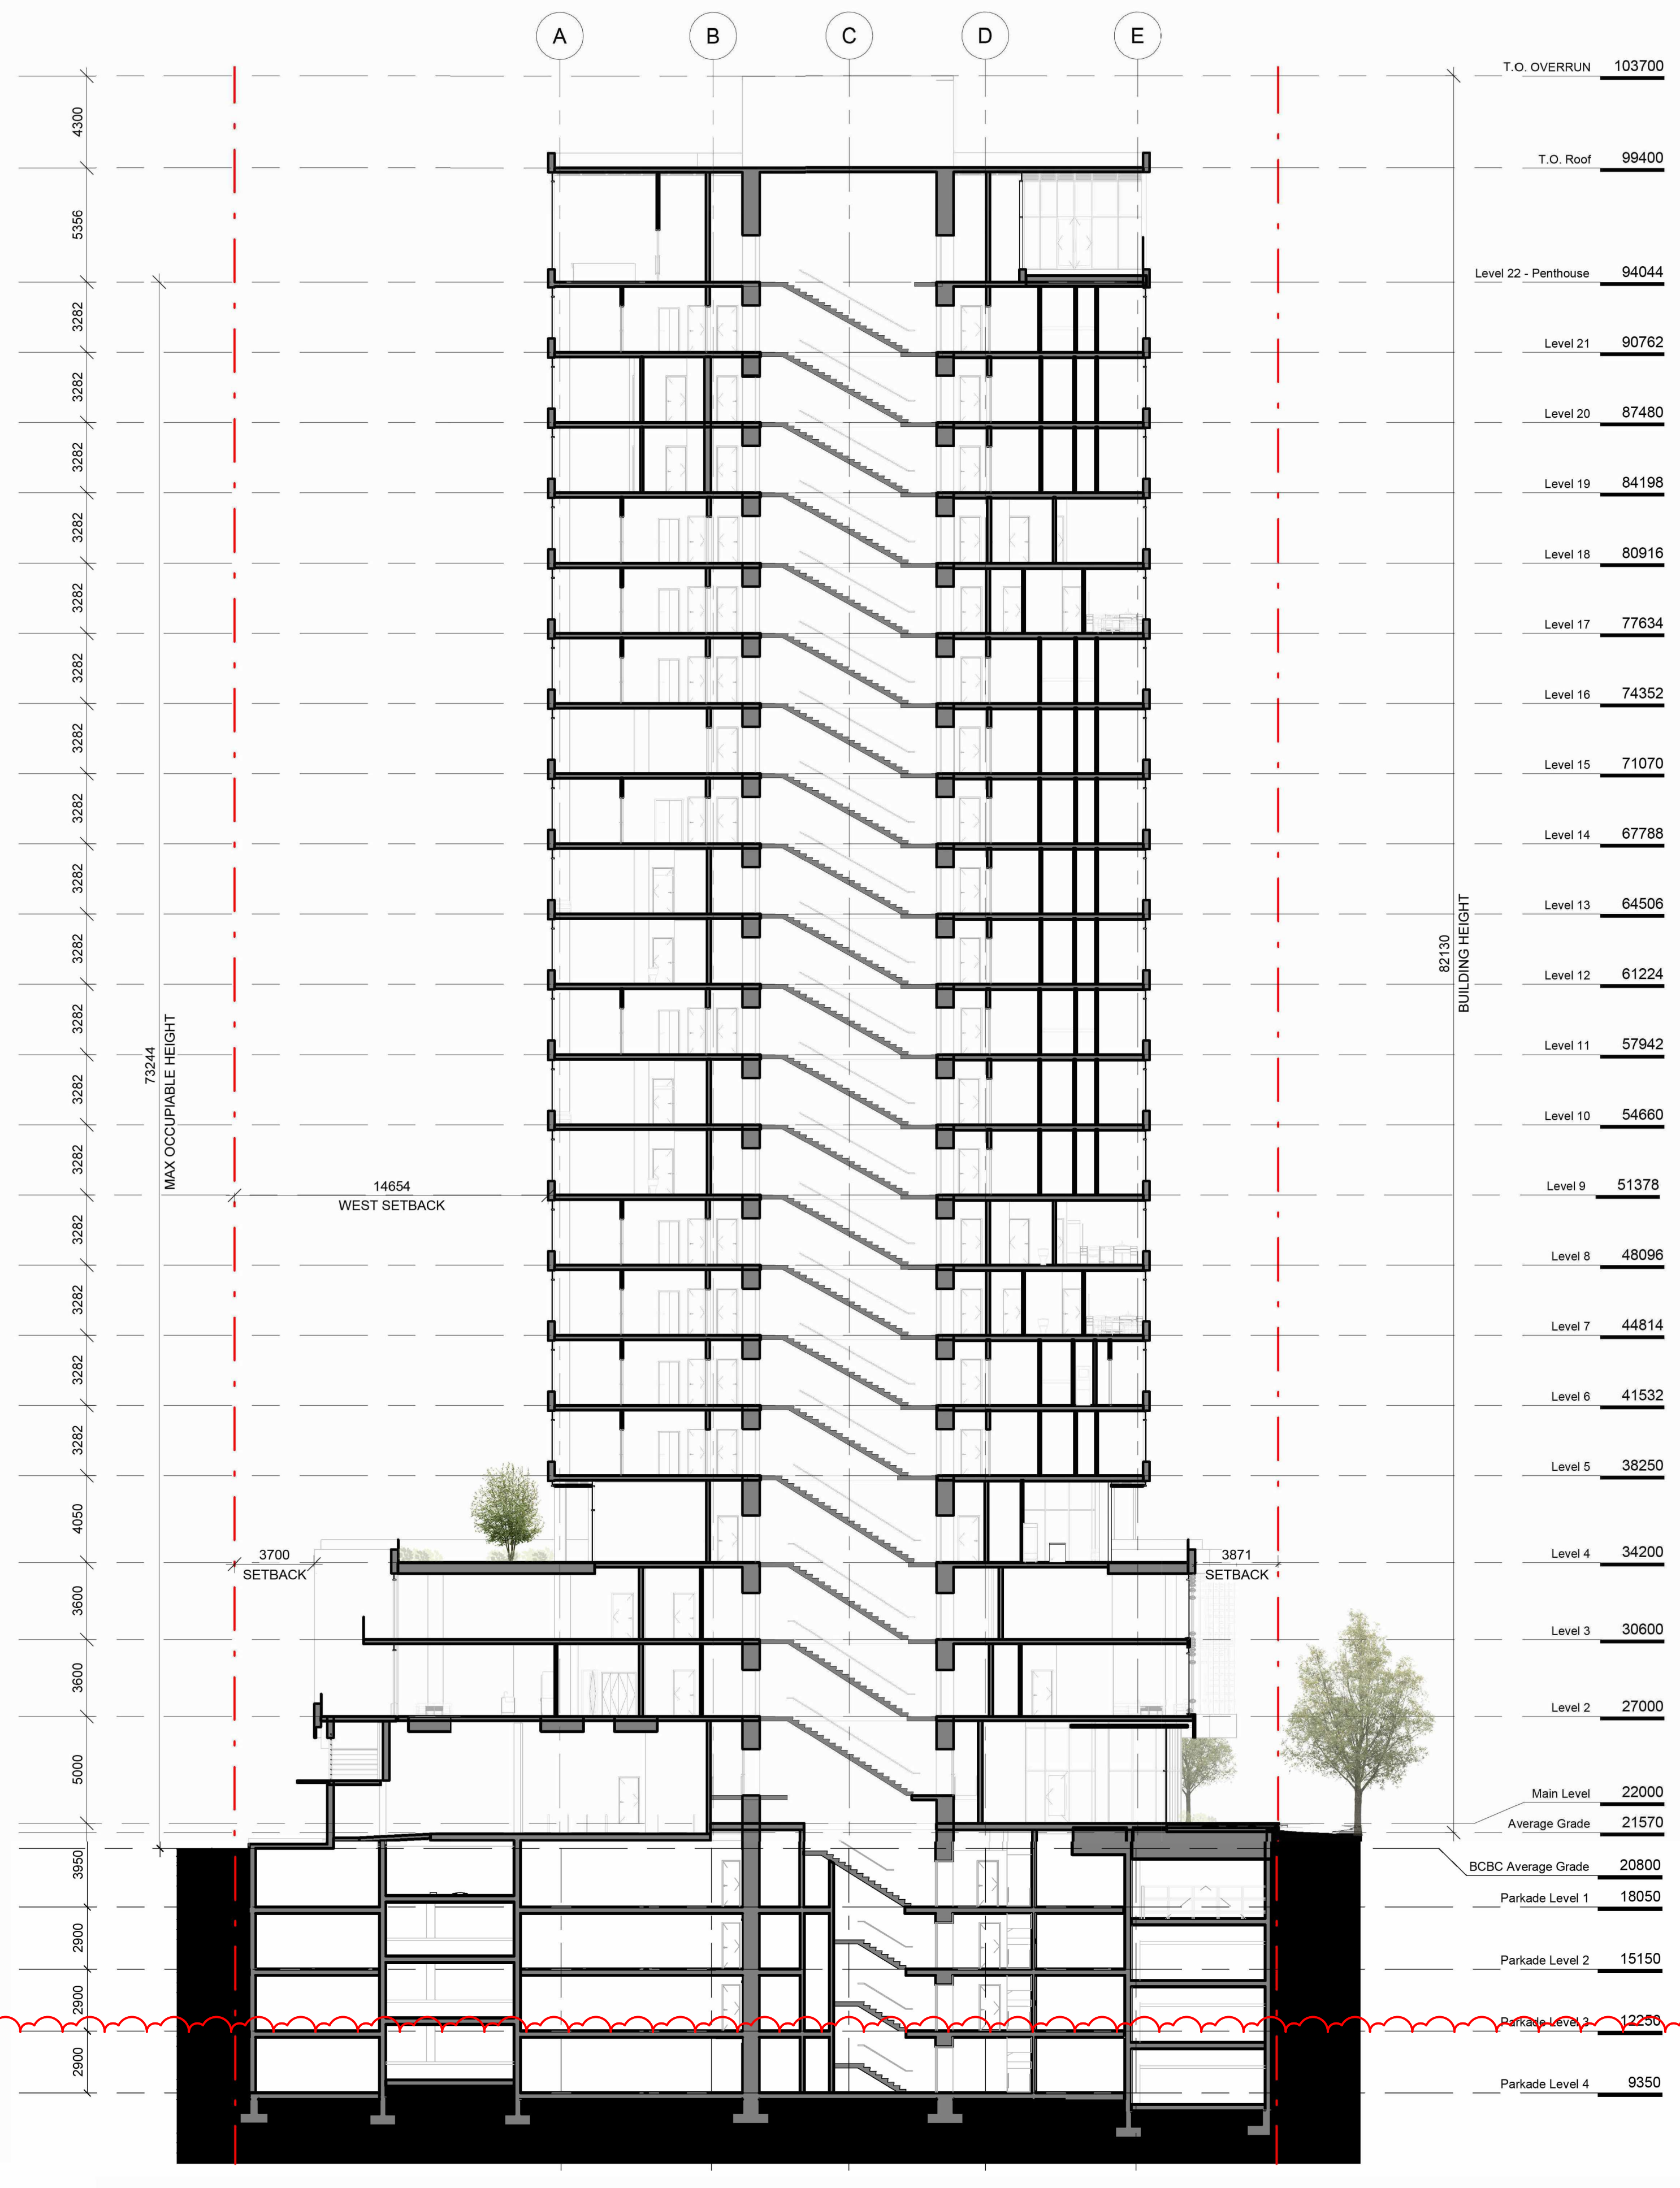 A B C D E
T.O. OVERRUN 103700
4300
T.O. Roof 99400
5356
Level 22 - Penthouse 94044
3282
Level 21 90762
3282
Level 20 87480
3282
Level 19 84198
3282
Level 18 80916
3282
Level 17 77634
3282
Level 16 74352
3282
Level 15 71070
3282
Level 14 67788
3282
Level 13 64506
3282
82130
BUILDING HEIGHT
Level 12 61224
3282
Level 11 57942
73244
MAX OCCUPIABLE HEIGHT
3282
Level 10 54660
3282
14654
WEST SETBACK
Level 9 51378
3282
Level 8 48096
3282
Level 7 44814
3282
Level 6 41532
3282
Level 5 38250
4050
3700
SETBACK
3871
SETBACK
Level 4 34200
3600
Level 3 30600
3600
Level 2 27000
5000
Main Level 22000
Average Grade 21570
3950
BCBC Average Grade 20800
Parkade Level 1 18050
2900
Parkade Level 2 15150
2900
Parkade Level 3 12250
2900
Parkade Level 4 9350